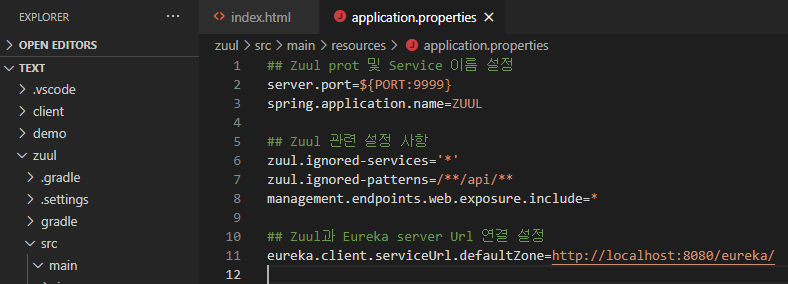 EXPLORER
...
index.html
application.properties
OPEN EDITORS
zuul > src > main > resources > application.properties
TEXT
.vscode
client
demo
zuul
.gradle
.settings
gradle
src
main
1 ## Zuul prot 및 Service 이름 설정
2 server.port=${PORT:9999}
3 spring.application.name=ZUUL
4
5 ## Zuul 관련 설정 사항
6 zuul.ignored-services='*'
7 zuul.ignored-patterns=/**/api/**
8 management.endpoints.web.exposure.include=*
9
10 ## Zuul과 Eureka server Url 연결 설정
11 eureka.client.serviceUrl.defaultZone=http://localhost:8080/eureka/
12